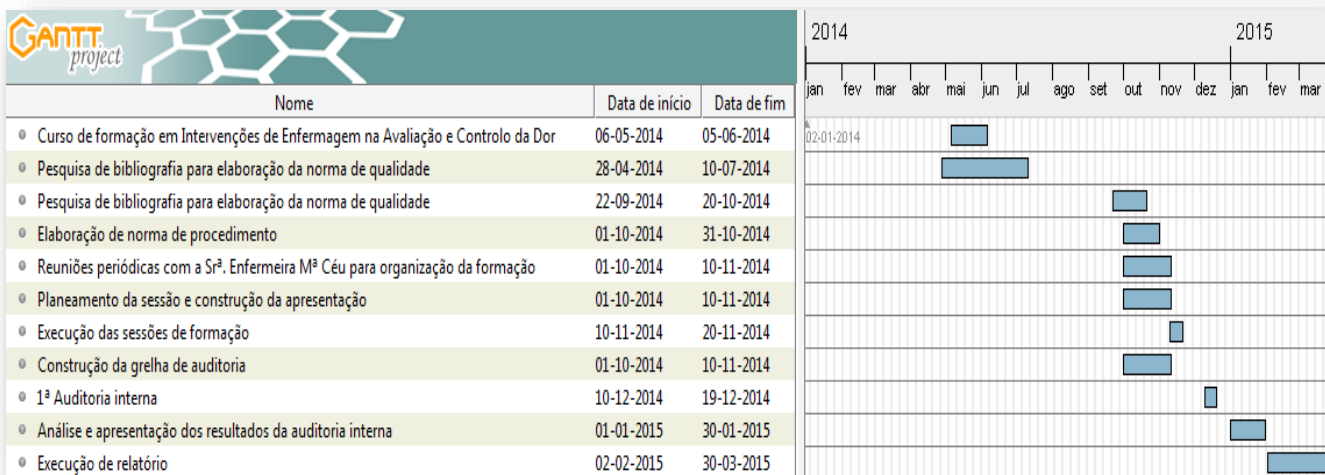 GANTT
project
2014 2015
jan fev mar abr mai jun jul ago set out nov dez jan fev mar
Nome Data de início Data de fim
Curso de formação em Intervenções de Enfermagem na Avaliação e Controlo da Dor 06-05-2014 05-06-2014
02-01-2014
Pesquisa de bibliografia para elaboração da norma de qualidade 28-04-2014 10-07-2014
Pesquisa de bibliografia para elaboração da norma de qualidade 22-09-2014 20-10-2014
Elaboração de norma de procedimento 01-10-2014 31-10-2014
Reuniões periódicas com a Srª. Enfermeira Mª Céu para organização da formação 01-10-2014 10-11-2014
Planeamento da sessão e construção da apresentação 01-10-2014 10-11-2014
Execução das sessões de formação 10-11-2014 20-11-2014
Construção da grelha de auditoria 01-10-2014 10-11-2014
1ª Auditoria interna 10-12-2014 19-12-2014
Análise e apresentação dos resultados da auditoria interna 01-01-2015 30-01-2015
Execução de relatório 02-02-2015 30-03-2015